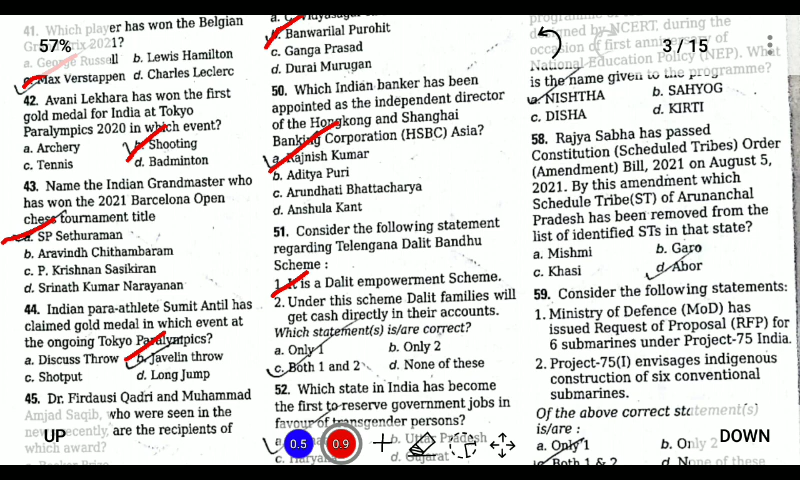 41. Which player has won the Belgian
Grand Prix 2021?
a. George Russell b. Lewis Hamilton
c. Max Verstappen d. Charles Leclerc
42. Avani Lekhara has won the first
gold medal for India at Tokyo
Paralympics 2020 in which event?
a. Archery b. Shooting
c. Tennis d. Badminton
43. Name the Indian Grandmaster who
has won the 2021 Barcelona Open
chess tournament title
a. SP Sethuraman
b. Aravindh Chithambaram
c. P. Krishnan Sasikiran
d. Srinath Kumar Narayanan
44. Indian para-athlete Sumit Antil has
claimed gold medal in which event at
the ongoing Tokyo Paralympics?
a. Discuss Throw b. Javelin throw
c. Shotput d. Long Jump
45. Dr. Firdausi Qadri and Muhammad
Amjad Saqib, who were seen in the
news recently, are the recipients of
which award?
57%
UP
a. C. Vidyasagar
b. Banwarilal Purohit
c. Ganga Prasad
d. Durai Murugan
50. Which Indian banker has been
appointed as the independent director
of the Hongkong and Shanghai
Banking Corporation (HSBC) Asia?
a. Rajnish Kumar
b. Aditya Puri
c. Arundhati Bhattacharya
d. Anshula Kant
51. Consider the following statement
regarding Telengana Dalit Bandhu
Scheme :
1. It is a Dalit empowerment Scheme.
2. Under this scheme Dalit families will
get cash directly in their accounts.
Which statement(s) is/are correct?
a. Only 1 b. Only 2
c. Both 1 and 2 d. None of these
52. Which state in India has become
the first to reserve government jobs in
favour of transgender persons?
b. Uttar Pradesh
c. Haryana d. Gujarat
0.5 0.9
programme
designed by NCERT, during the
occasion of first anniversary of
National Education Policy (NEP). What
is the name given to the programme?
a. NISHTHA b. SAHYOG
c. DISHA d. KIRTI
58. Rajya Sabha has passed
Constitution (Scheduled Tribes) Order
(Amendment) Bill, 2021 on August 5,
2021. By this amendment which
Schedule Tribe(ST) of Arunanchal
Pradesh has been removed from the
list of identified STs in that state?
a. Mishmi b. Garo
c. Khasi d. Abor
59. Consider the following statements:
1. Ministry of Defence (MoD) has
issued Request of Proposal (RFP) for
6 submarines under Project-75 India.
2. Project-75(I) envisages indigenous
construction of six conventional
submarines.
Of the above correct statement(s)
is/are :
a. Only 1 b. Only 2
c. Both 1 & 2 d. None of these
3 / 15
DOWN